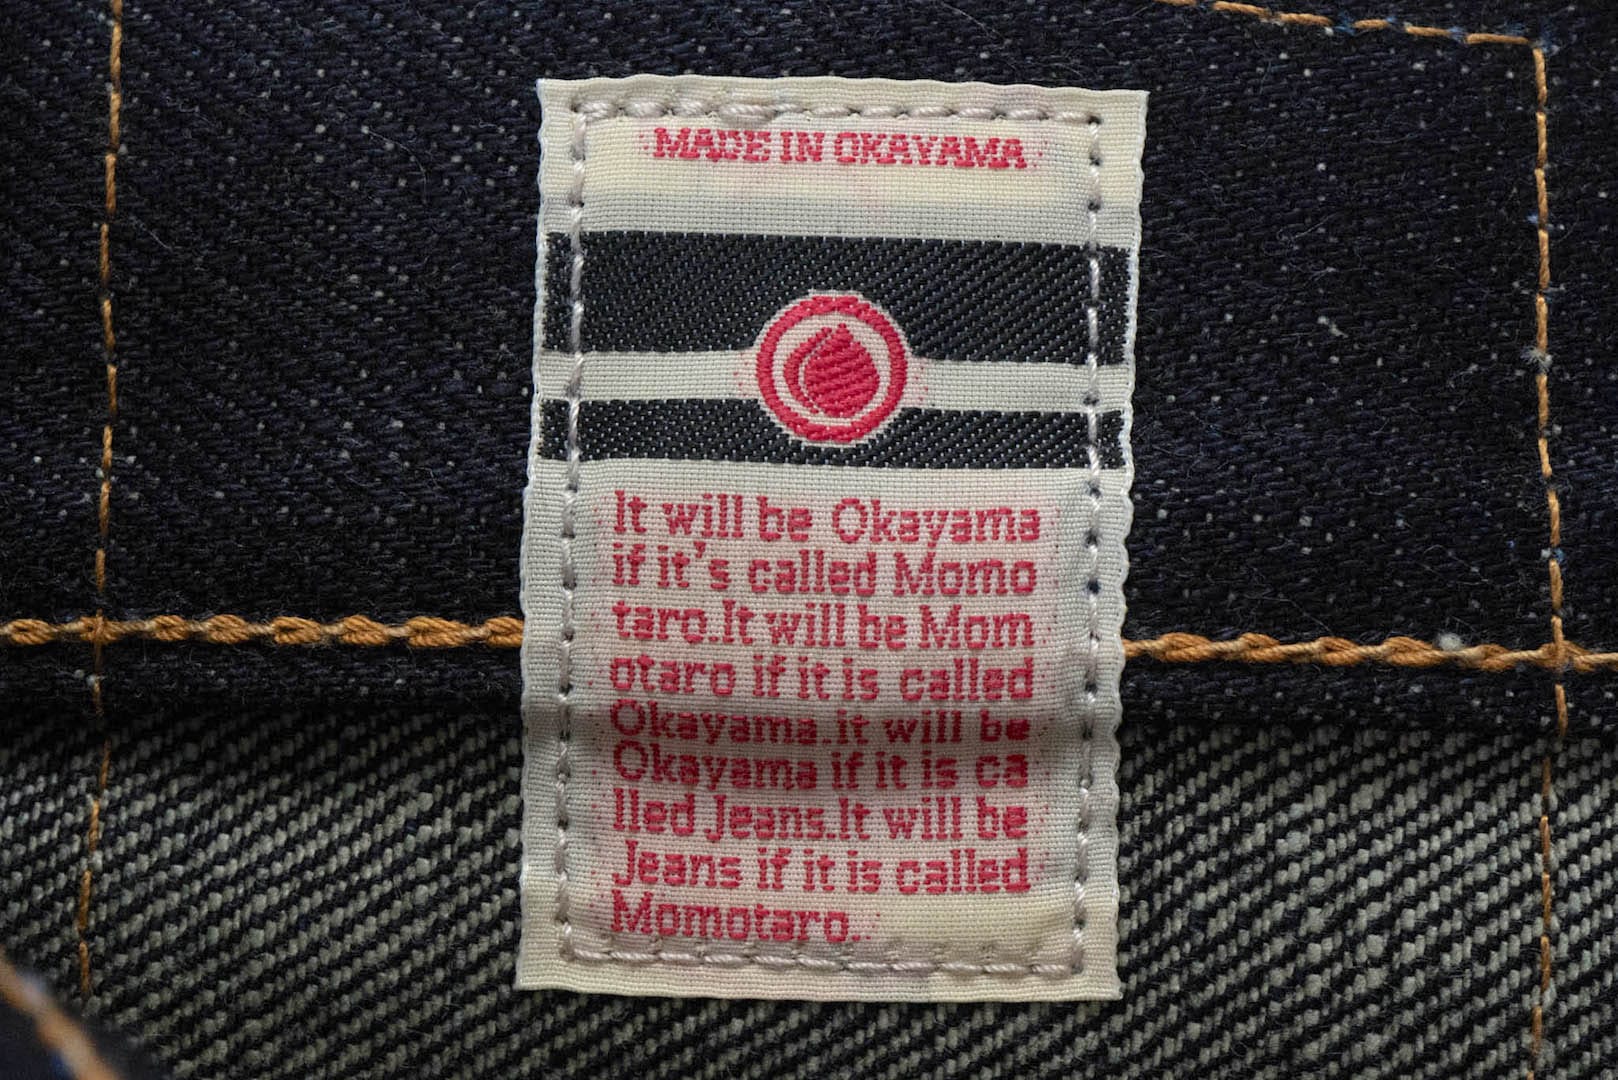 MADE IN OKAYAMA
It will be Okayama
if it's called Momo
taro.It will be Mom
otaro if it is called
Okayama.it will be
Okayama if it is ca
lled Jeans.It will be
Jeans if it is called
Momotaro.